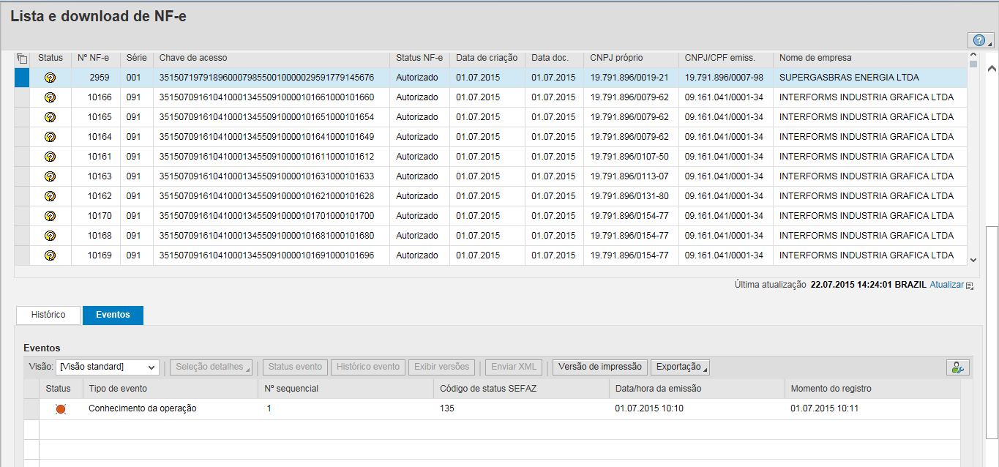 Lista e download de NF-e
Status Nº NF-e Série Chave de acesso Status NF-e Data de criação Data doc. CNPJ próprio CNPJ/CPF emiss. Nome de empresa
2959 001 35150719791896000798550010000029591779145676 Autorizado 01.07.2015 01.07.2015 19.791.896/0019-21 19.791.896/0007-98 SUPERGASBRAS ENERGIA LTDA
10166 091 35150709161041000134550910000101661000101660 Autorizado 01.07.2015 01.07.2015 19.791.896/0079-62 09.161.041/0001-34 INTERFORMS INDUSTRIA GRAFICA LTDA
10165 091 35150709161041000134550910000101651000101654 Autorizado 01.07.2015 01.07.2015 19.791.896/0079-62 09.161.041/0001-34 INTERFORMS INDUSTRIA GRAFICA LTDA
10164 091 35150709161041000134550910000101641000101649 Autorizado 01.07.2015 01.07.2015 19.791.896/0079-62 09.161.041/0001-34 INTERFORMS INDUSTRIA GRAFICA LTDA
10161 091 35150709161041000134550910000101611000101612 Autorizado 01.07.2015 01.07.2015 19.791.896/0107-50 09.161.041/0001-34 INTERFORMS INDUSTRIA GRAFICA LTDA
10163 091 35150709161041000134550910000101631000101633 Autorizado 01.07.2015 01.07.2015 19.791.896/0113-07 09.161.041/0001-34 INTERFORMS INDUSTRIA GRAFICA LTDA
10162 091 35150709161041000134550910000101621000101628 Autorizado 01.07.2015 01.07.2015 19.791.896/0131-80 09.161.041/0001-34 INTERFORMS INDUSTRIA GRAFICA LTDA
10170 091 35150709161041000134550910000101701000101700 Autorizado 01.07.2015 01.07.2015 19.791.896/0154-77 09.161.041/0001-34 INTERFORMS INDUSTRIA GRAFICA LTDA
10168 091 35150709161041000134550910000101681000101680 Autorizado 01.07.2015 01.07.2015 19.791.896/0154-77 09.161.041/0001-34 INTERFORMS INDUSTRIA GRAFICA LTDA
10169 091 35150709161041000134550910000101691000101696 Autorizado 01.07.2015 01.07.2015 19.791.896/0154-77 09.161.041/0001-34 INTERFORMS INDUSTRIA GRAFICA LTDA
Última atualização 22.07.2015 14:24:01 BRAZIL Atualizar
Histórico Eventos
Eventos
Visão: [Visão standard] Seleção detalhes Status evento Histórico evento Exibir versões Enviar XML Versão de impressão Exportação
Status Tipo de evento Nº sequencial Código de status SEFAZ Data/hora da emissão Momento do registro
Conhecimento da operação 1 135 01.07.2015 10:10 01.07.2015 10:11